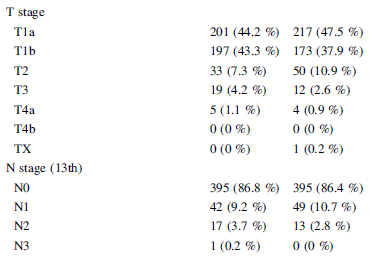 T stage
T1a 201 (44.2 %) 217 (47.5 %)
T1b 197 (43.3 %) 173 (37.9 %)
T2 33 (7.3 %) 50 (10.9 %)
T3 19 (4.2 %) 12 (2.6 %)
T4a 5 (1.1 %) 4 (0.9 %)
T4b 0 (0 %) 0 (0 %)
TX 0 (0 %) 1 (0.2 %)
N stage (13th)
N0 395 (86.8 %) 395 (86.4 %)
N1 42 (9.2 %) 49 (10.7 %)
N2 17 (3.7 %) 13 (2.8 %)
N3 1 (0.2 %) 0 (0 %)